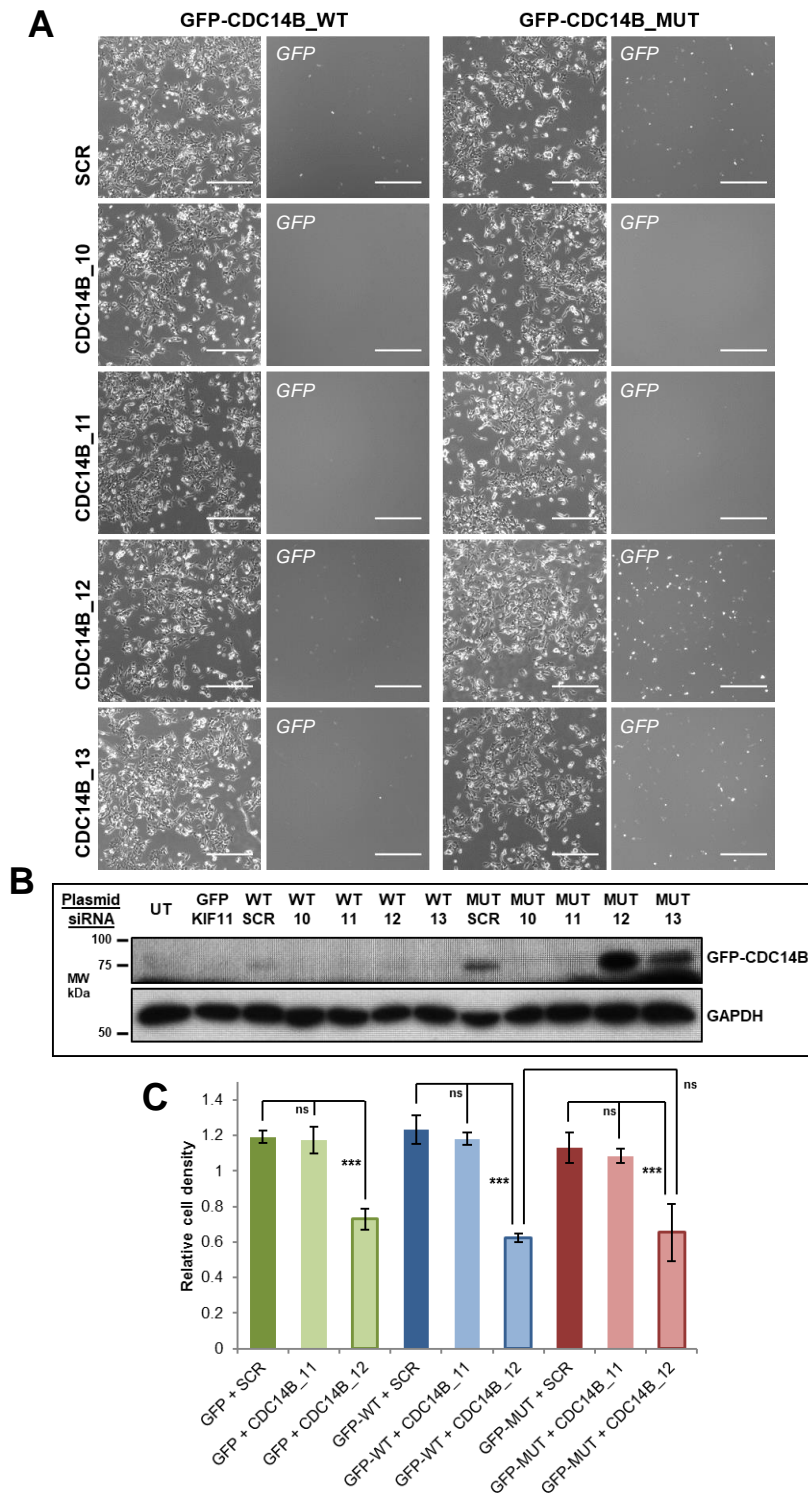 A
GFP-CDC14B_WT GFP-CDC14B_MUT
SCR GFP GFP
CDC14B_10 GFP GFP
CDC14B_11 GFP GFP
CDC14B_12 GFP GFP
CDC14B_13 GFP GFP
B
Plasmid UT GFP WT WT WT WT WT MUT MUT MUT MUT MUT
siRNA KIF11 SCR 10 11 12 13 SCR 10 11 12 13
100
75
GFP-CDC14B
MW
kDa
50
GAPDH
C
Relative cell density
1.4
1.2
1
0.8
0.6
0.4
0.2
0
ns *** ns *** ns *** ns
GFP + SCR
GFP + CDC14B_11
GFP + CDC14B_12
GFP-WT + SCR
GFP-WT + CDC14B_11
GFP-WT + CDC14B_12
GFP-MUT + SCR
GFP-MUT + CDC14B_11
GFP-MUT + CDC14B_12